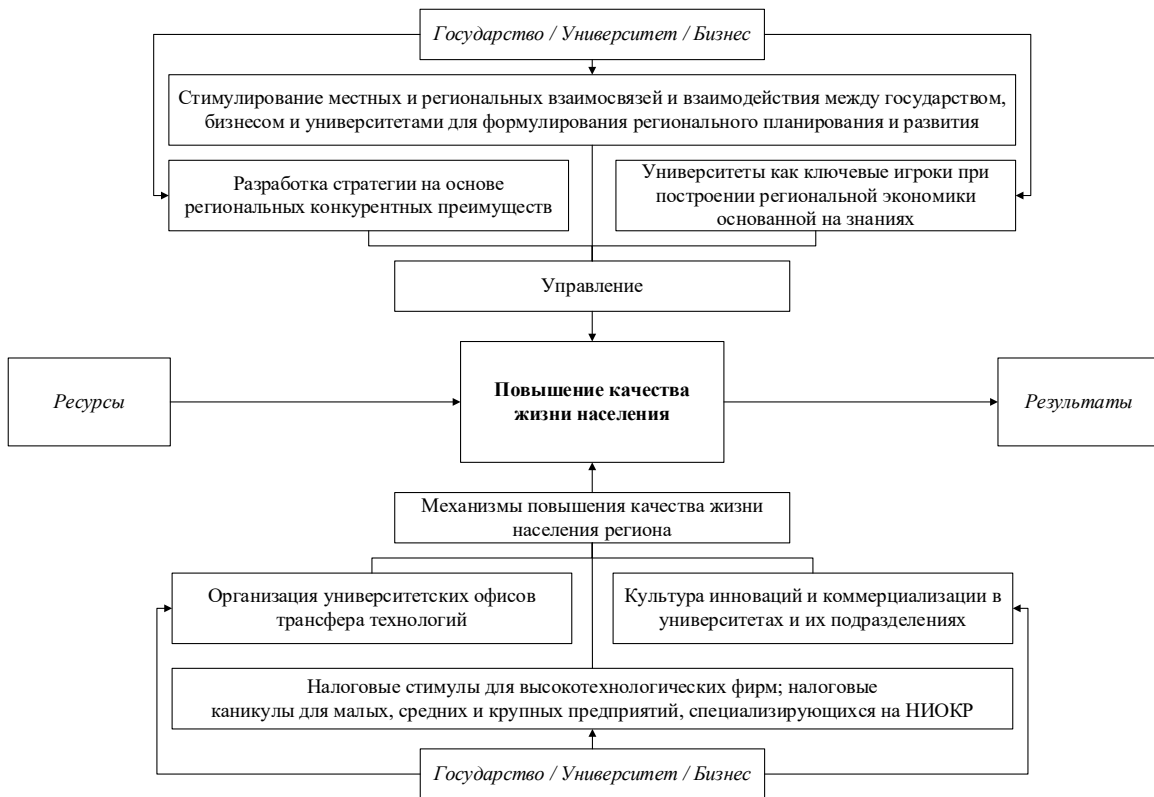 Государство / Университет / Бизнес
Стимулирование местных и региональных взаимосвязей и взаимодействия между государством,
бизнесом и университетами для формулирования регионального планирования и развития
Разработка стратегии на основе
региональных конкурентных преимуществ
Университеты как ключевые игроки при
построении региональной экономики
основанной на знаниях
Управление
Ресурсы
Повышение качества
жизни населения
Результаты
Механизмы повышения качества жизни
населения региона
Организация университетских офисов
трансфера технологий
Культура инноваций и коммерциализации в
университетах и их подразделениях
Налоговые стимулы для высокотехнологических фирм; налоговые
каникулы для малых, средних и крупных предприятий, специализирующихся на НИОКР
Государство / Университет / Бизнес